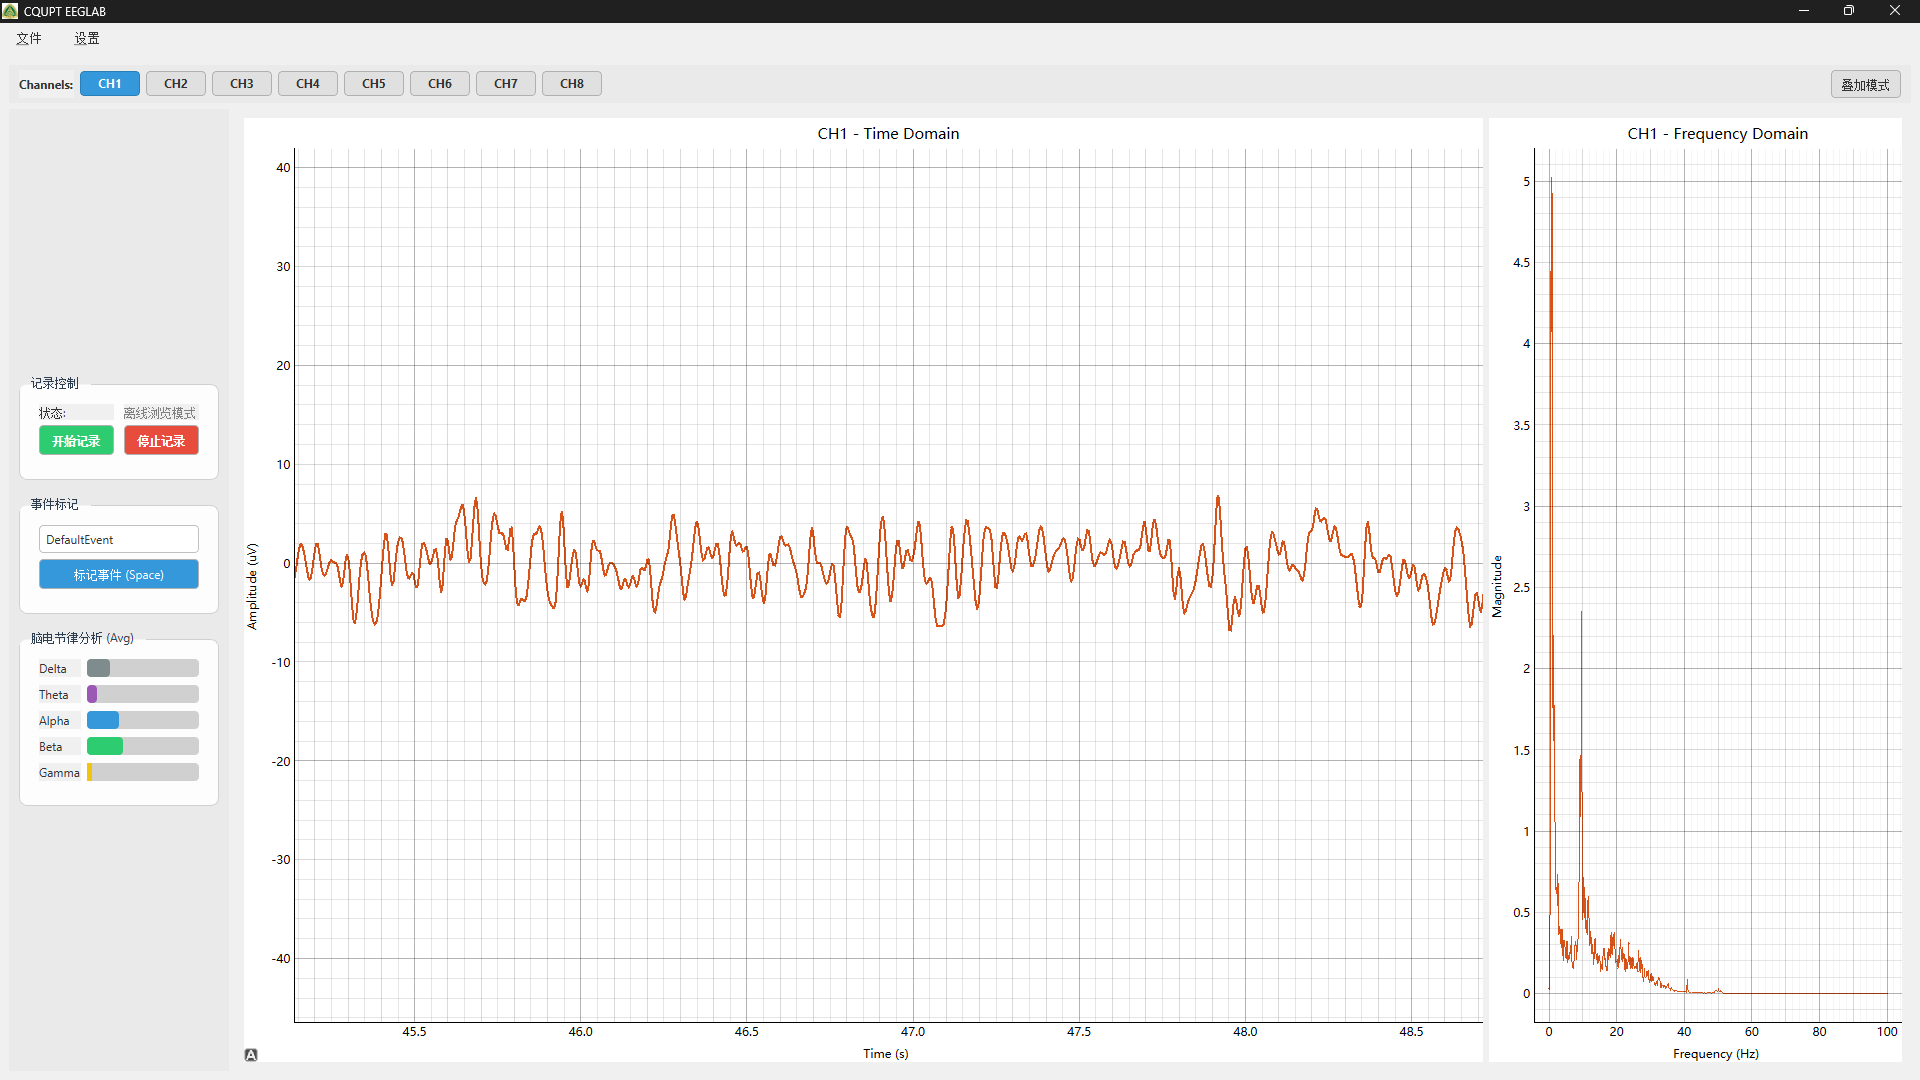 CQUPT EEGLAB
文件 设置
Channels: CH1 CH2 CH3 CH4 CH5 CH6 CH7 CH8 叠加模式
记录控制
状态: 离线浏览模式
开始记录 停止记录
事件标记
DefaultEvent
标记事件 (Space)
脑电节律分析 (Avg)
Delta
Theta
Alpha
Beta
Gamma
CH1 - Time Domain
Amplitude (uV)
40
30
20
10
0
-10
-20
-30
-40
45.5 46.0 46.5 47.0 47.5 48.0 48.5
Time (s)
A
CH1 - Frequency Domain
Magnitude
5
4.5
4
3.5
3
2.5
2
1.5
1
0.5
0
0 20 40 60 80 100
Frequency (Hz)